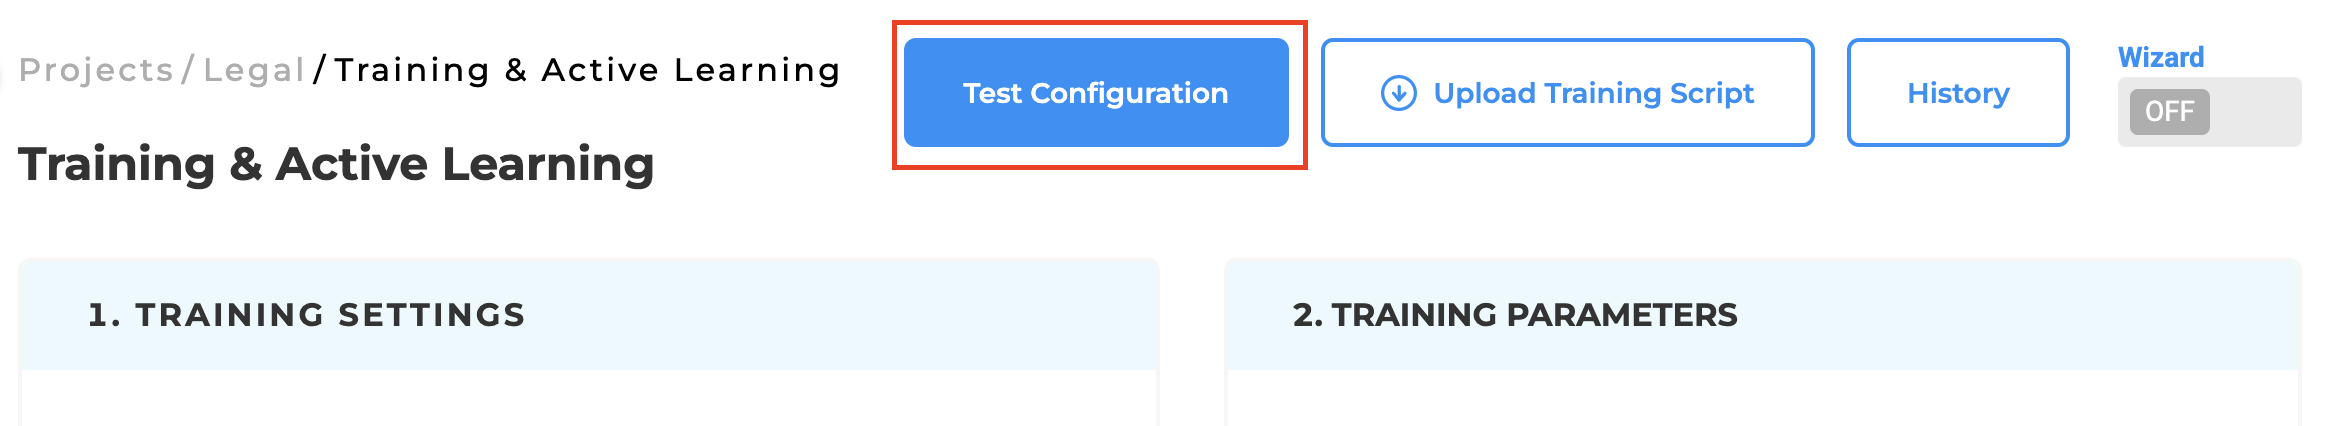 Projects / Legal / Training & Active Learning
Test Configuration
Upload Training Script
History
Wizard
OFF
Training & Active Learning
1. TRAINING SETTINGS
2. TRAINING PARAMETERS